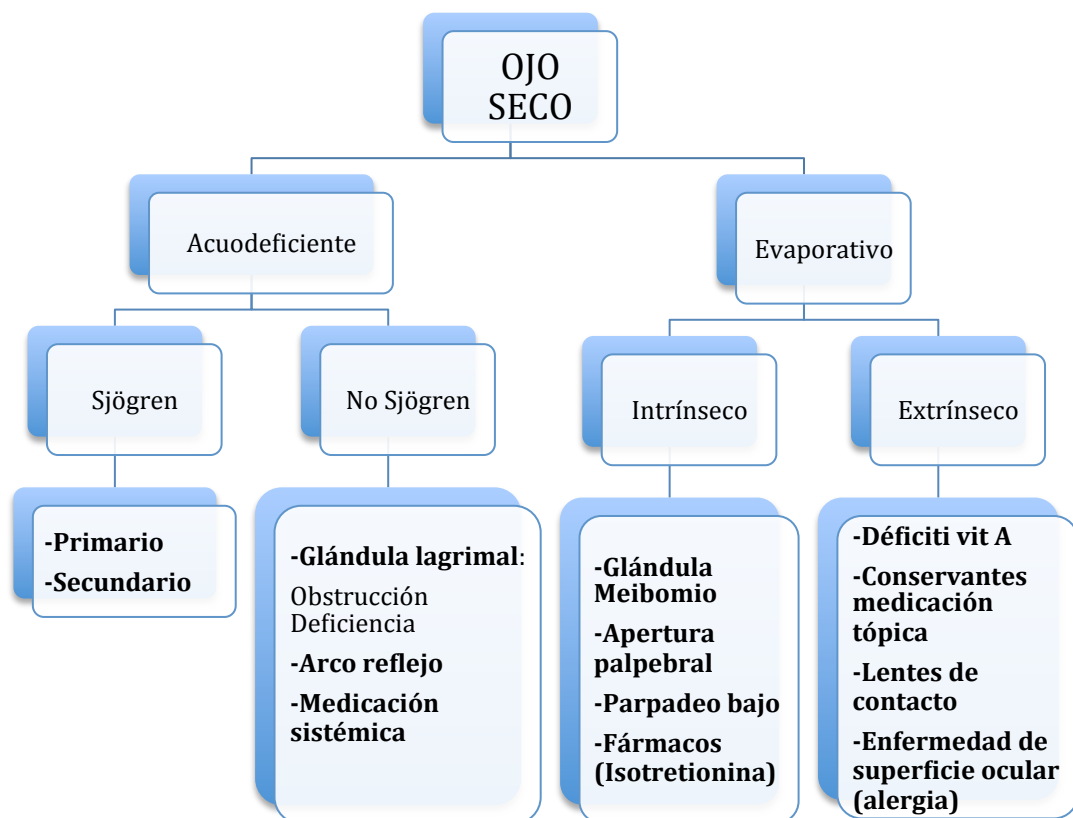 OJO
SECO
Acuodeficiente
Evaporativo
Sjögren
No Sjögren
Intrínseco
Extrínseco
-Primario
-Secundario
-Glándula lagrimal:
Obstrucción
Deficiencia
-Arco reflejo
-Medicación
sistémica
-Glándula
Meibomio
-Apertura
palpebral
-Parpadeo bajo
-Fármacos
(Isotretionina)
-Déficiti vit A
-Conservantes
medicación
tópica
-Lentes de
contacto
-Enfermedad de
superficie ocular
(alergia)